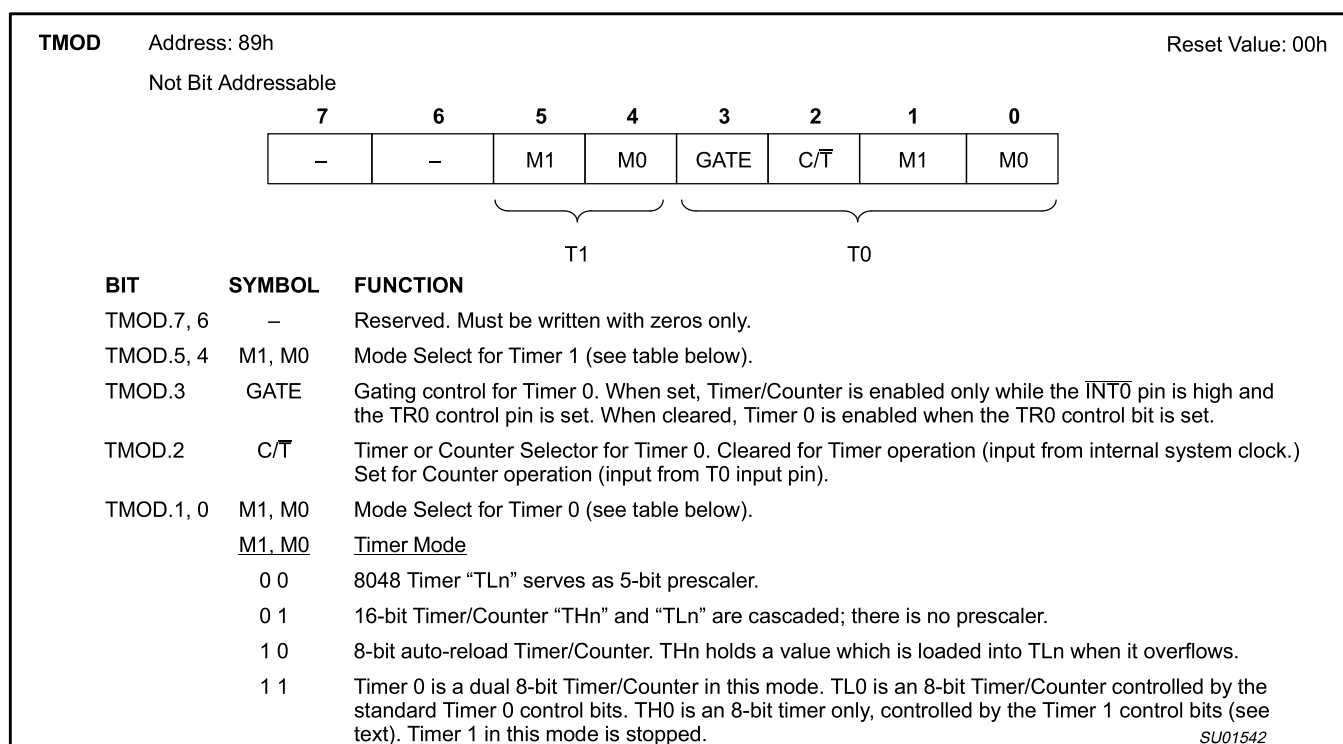 TMOD Address: 89h Reset Value: 00h
Not Bit Addressable
7 6 5 4 3 2 1 0
– – M1 M0 GATE C/T̅ M1 M0
T1 T0
BIT SYMBOL FUNCTION
TMOD.7, 6 – Reserved. Must be written with zeros only.
TMOD.5, 4 M1, M0 Mode Select for Timer 1 (see table below).
TMOD.3 GATE Gating control for Timer 0. When set, Timer/Counter is enabled only while the I̅N̅T̅0̅ pin is high and
the TR0 control pin is set. When cleared, Timer 0 is enabled when the TR0 control bit is set.
TMOD.2 C/T̅ Timer or Counter Selector for Timer 0. Cleared for Timer operation (input from internal system clock.)
Set for Counter operation (input from T0 input pin).
TMOD.1, 0 M1, M0 Mode Select for Timer 0 (see table below).
M1, M0 Timer Mode
0 0 8048 Timer “TLn” serves as 5-bit prescaler.
0 1 16-bit Timer/Counter “THn” and “TLn” are cascaded; there is no prescaler.
1 0 8-bit auto-reload Timer/Counter. THn holds a value which is loaded into TLn when it overflows.
1 1 Timer 0 is a dual 8-bit Timer/Counter in this mode. TL0 is an 8-bit Timer/Counter controlled by the
standard Timer 0 control bits. TH0 is an 8-bit timer only, controlled by the Timer 1 control bits (see
text). Timer 1 in this mode is stopped.
SU01542